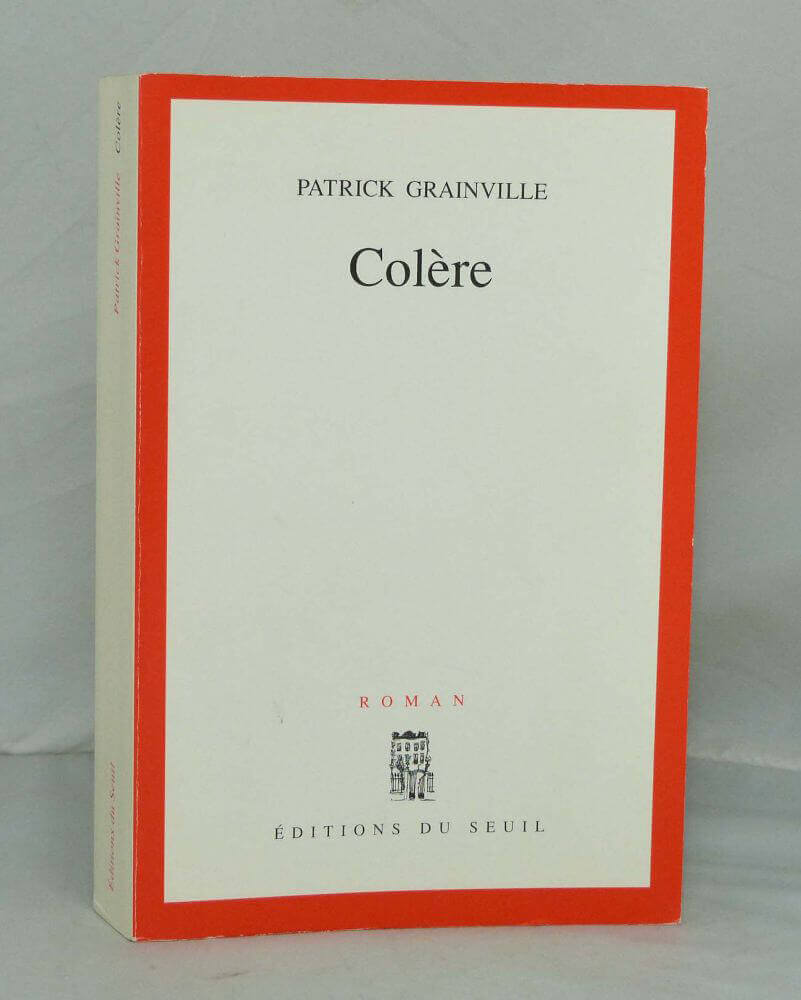 PATRICK GRAINVILLE
Colère
ROMAN
ÉDITIONS DU SEUIL
Patrick Grainville Colère
Éditions du Seuil